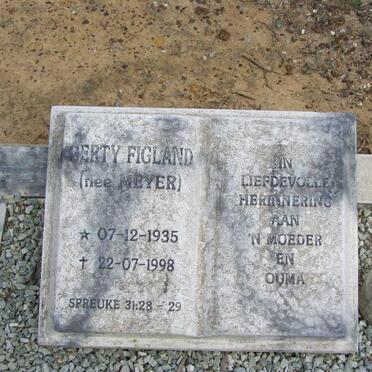 GERTY FIGLAND
(nee MEYER)
★ 07-12-1935
† 22-07-1998
SPREUKE 31:28 - 29
IN
LIEFDEVOLLE
HERINNERING
AAN
'N MOEDER
EN
OUMA